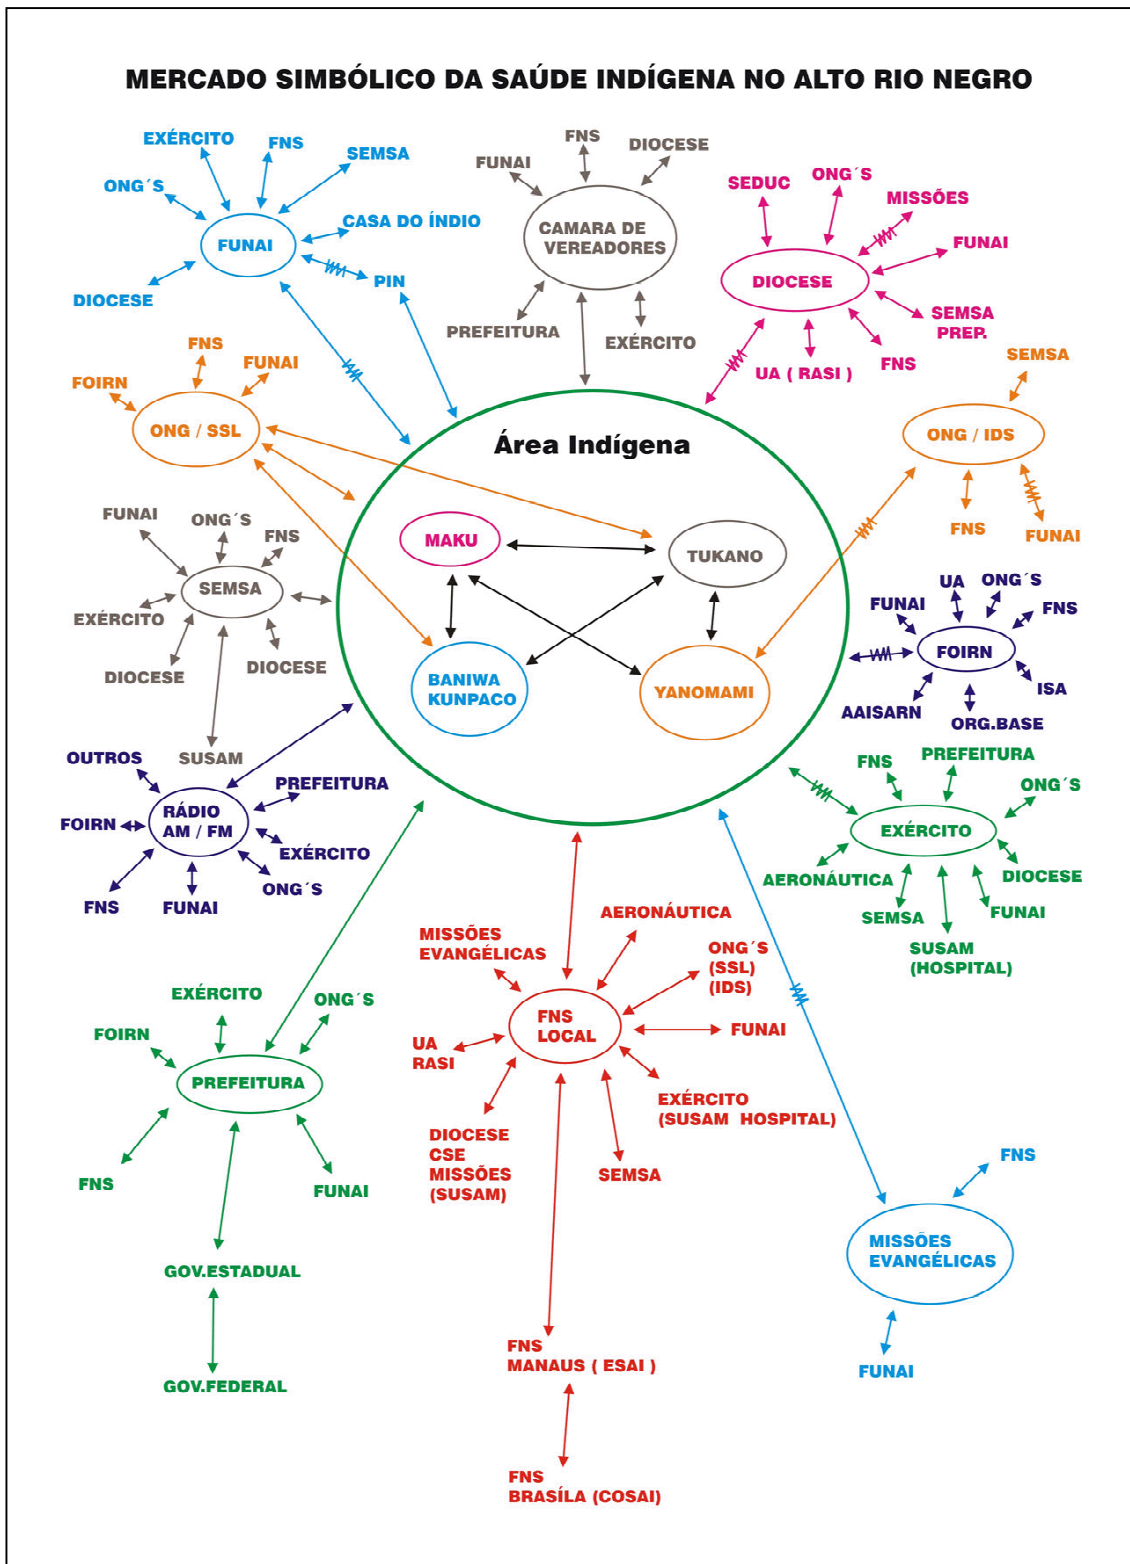 MERCADO SIMBÓLICO DA SAÚDE INDÍGENA NO ALTO RIO NEGRO
EXÉRCITO
FNS
SEMSA
ONG´S
CASA DO ÍNDIO
FUNAI
PIN
DIOCESE
FNS
DIOCESE
FUNAI
CAMARA DE
VEREADORES
PREFEITURA
EXÉRCITO
SEDUC
ONG´S
MISSÕES
FUNAI
DIOCESE
SEMSA
PREP.
FNS
UA ( RASI )
FNS
FUNAI
FOIRN
ONG / SSL
SEMSA
ONG / IDS
FNS
FUNAI
Área Indígena
MAKU
TUKANO
BANIWA
KUNPACO
YANOMAMI
FUNAI
ONG´S
FNS
SEMSA
EXÉRCITO
DIOCESE
DIOCESE
SUSAM
UA
ONG´S
FUNAI
FNS
FOIRN
ISA
AAISARN
ORG.BASE
OUTROS
PREFEITURA
FOIRN
RÁDIO
AM / FM
EXÉRCITO
ONG´S
FNS
FUNAI
PREFEITURA
FNS
ONG´S
EXÉRCITO
AERONÁUTICA
DIOCESE
SEMSA
FUNAI
SUSAM
(HOSPITAL)
EXÉRCITO
ONG´S
FOIRN
PREFEITURA
FNS
FUNAI
GOV.ESTADUAL
GOV.FEDERAL
AERONÁUTICA
MISSÕES
EVANGÉLICAS
ONG´S
(SSL)
(IDS)
FNS
LOCAL
FUNAI
UA
RASI
EXÉRCITO
(SUSAM HOSPITAL)
DIOCESE
CSE
MISSÕES
(SUSAM)
SEMSA
FNS
MANAUS ( ESAI )
FNS
BRASÍLA (COSAI)
FNS
MISSÕES
EVANGÉLICAS
FUNAI